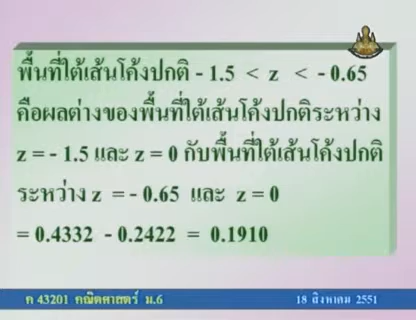 พื้นที่ใต้เส้นโค้งปกติ - 1.5 < z < - 0.65
คือผลต่างของพื้นที่ใต้เส้นโค้งปกติระหว่าง
z = - 1.5 และ z = 0 กับพื้นที่ใต้เส้นโค้งปกติ
ระหว่าง z = - 0.65 และ z = 0
= 0.4332 - 0.2422 = 0.1910
ค 43201 คณิตศาสตร์ ม.6 18 สิงหาคม 2551